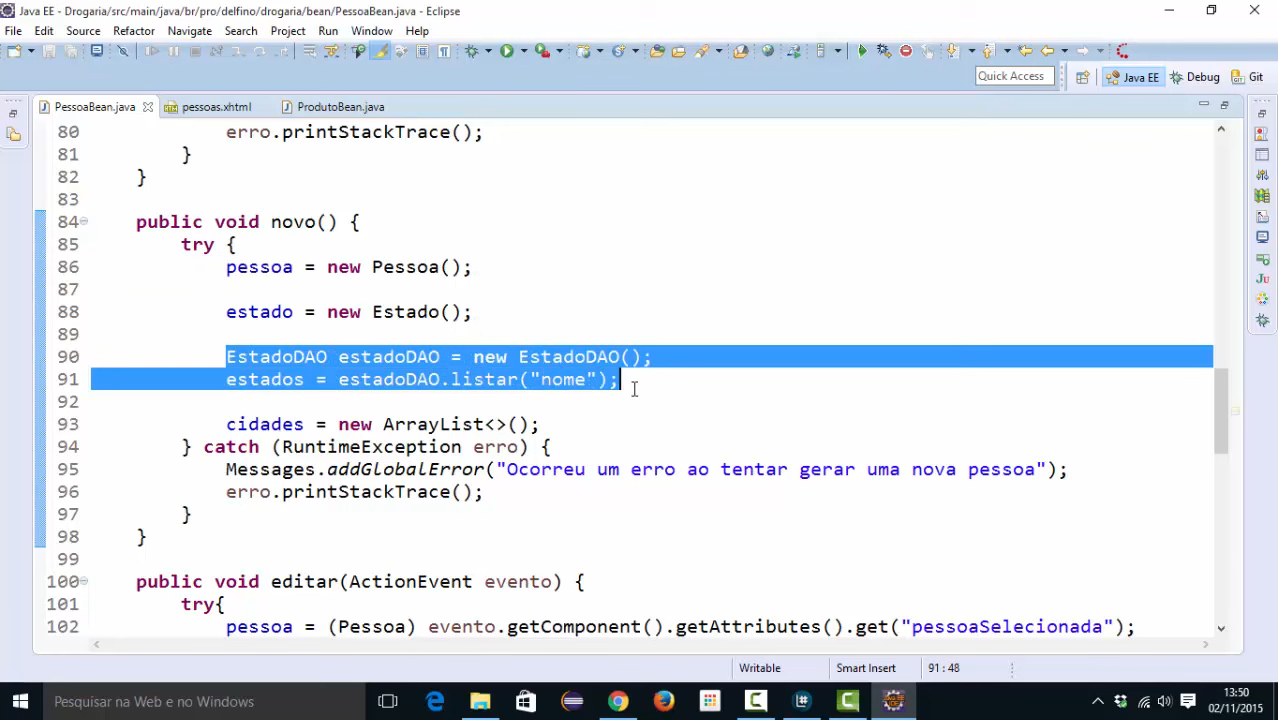 Java EE - Drogaria/src/main/java/br/pro/delfino/drogaria/bean/PessoaBean.java - Eclipse
File Edit Source Refactor Navigate Search Project Run Window Help
Quick Access Java EE Debug Git
PessoaBean.java pessoas.xhtml ProdutoBean.java
80 erro.printStackTrace();
81 }
82 }
83
84 public void novo() {
85 try {
86 pessoa = new Pessoa();
87
88 estado = new Estado();
89
90 EstadoDAO estadoDAO = new EstadoDAO();
91 estados = estadoDAO.listar("nome");
92
93 cidades = new ArrayList<>();
94 } catch (RuntimeException erro) {
95 Messages.addGlobalError("Ocorreu um erro ao tentar gerar uma nova pessoa");
96 erro.printStackTrace();
97 }
98 }
99
100 public void editar(ActionEvent evento) {
101 try{
102 pessoa = (Pessoa) evento.getComponent().getAttributes().get("pessoaSelecionada");
Writable Smart Insert 91 : 48
Pesquisar na Web e no Windows
13:50
02/11/2015